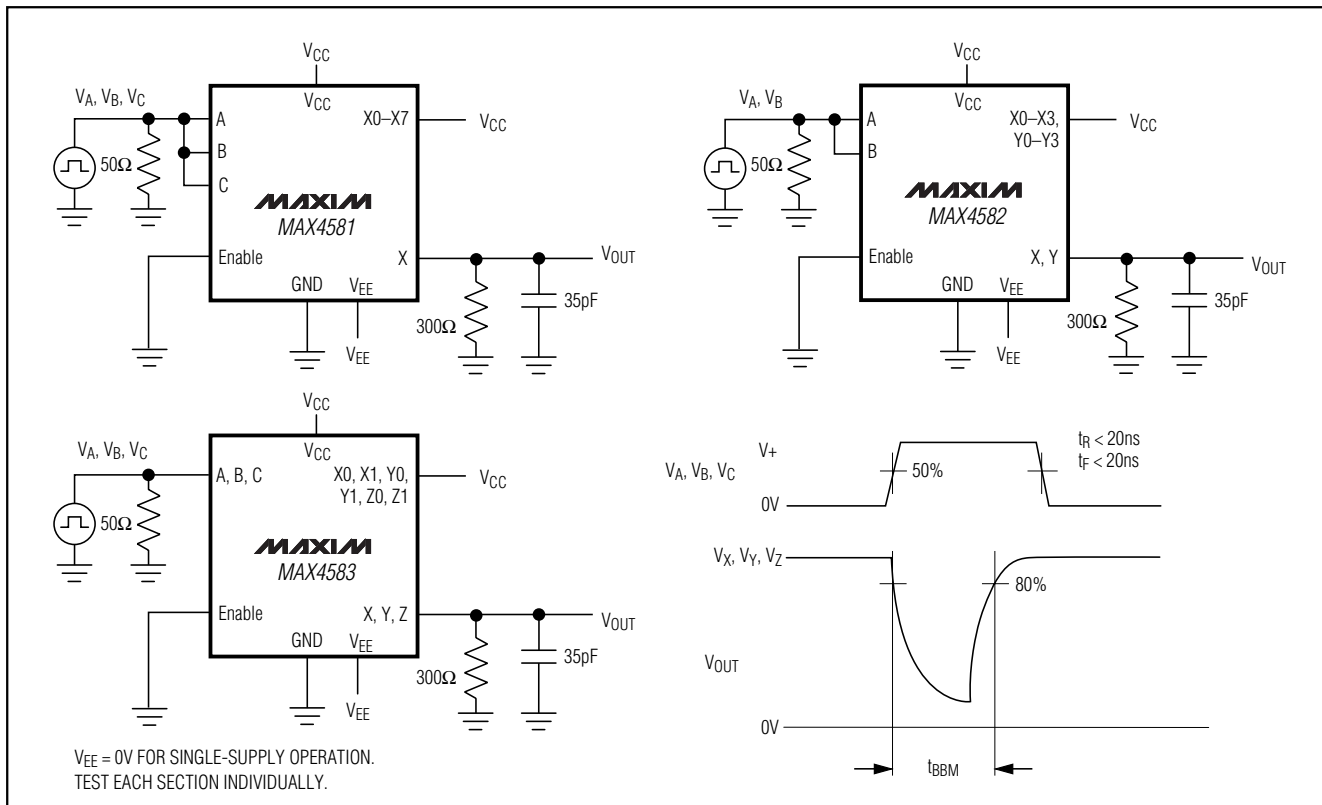 VCC
VA, VB, VC
VCC
A
X0–X7
VCC
B
50Ω
C
MAXIM
MAX4581
Enable
X
VOUT
GND
VEE
35pF
300Ω
VEE
VCC
VA, VB
VCC
A
X0–X3,
Y0–Y3
VCC
B
50Ω
MAXIM
MAX4582
Enable
X, Y
VOUT
GND
VEE
35pF
300Ω
VEE
VCC
VA, VB, VC
VCC
A, B, C
X0, X1, Y0,
Y1, Z0, Z1
VCC
50Ω
MAXIM
MAX4583
Enable
X, Y, Z
VOUT
GND
VEE
35pF
300Ω
VEE
V+
tR < 20ns
tF < 20ns
VA, VB, VC
50%
0V
VX, VY, VZ
80%
VOUT
0V
tBBM
VEE = 0V FOR SINGLE-SUPPLY OPERATION.
TEST EACH SECTION INDIVIDUALLY.